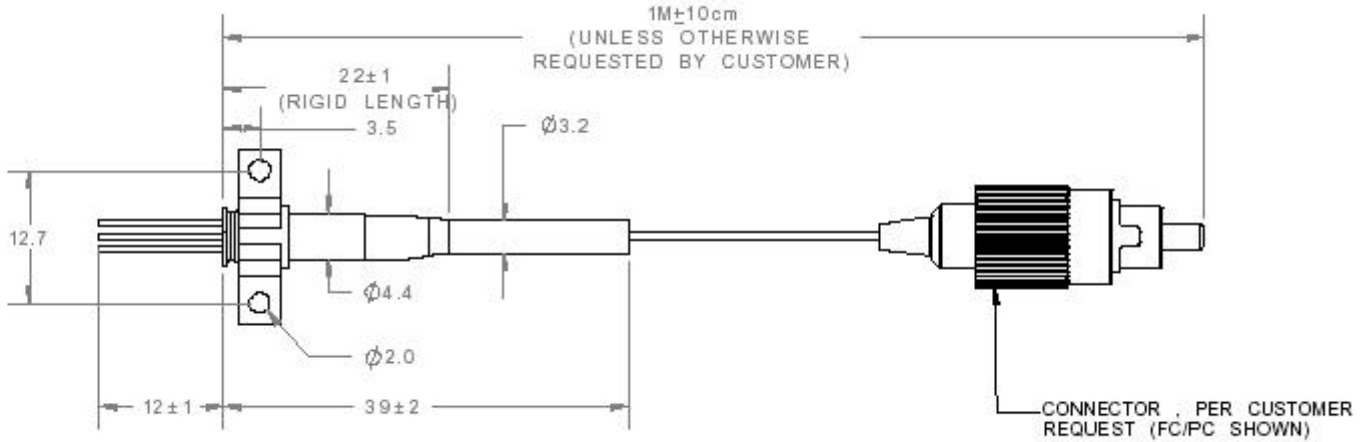 1M±10cm
(UNLESS OTHERWISE
REQUESTED BY CUSTOMER)
22±1
(RIGID LENGTH)
3.5
Ø3.2
12.7
Ø4.4
Ø2.0
12±1
39±2
CONNECTOR , PER CUSTOMER
REQUEST (FC/PC SHOWN)